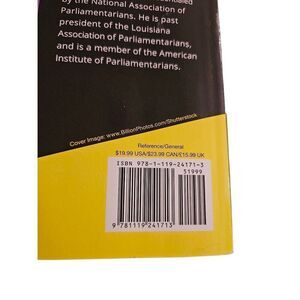 by the National Association of
Parliamentarians. He is past
president of the Louisiana
Association of Parliamentarians,
and is a member of the American
Institute of Parliamentarians.
Cover Image: www.BillionPhotos.com/Shutterstock
Reference/General
$19.99 USA/$23.99 CAN/£15.99 UK
ISBN 978-1-119-24171-3
51999
9 781119 241713